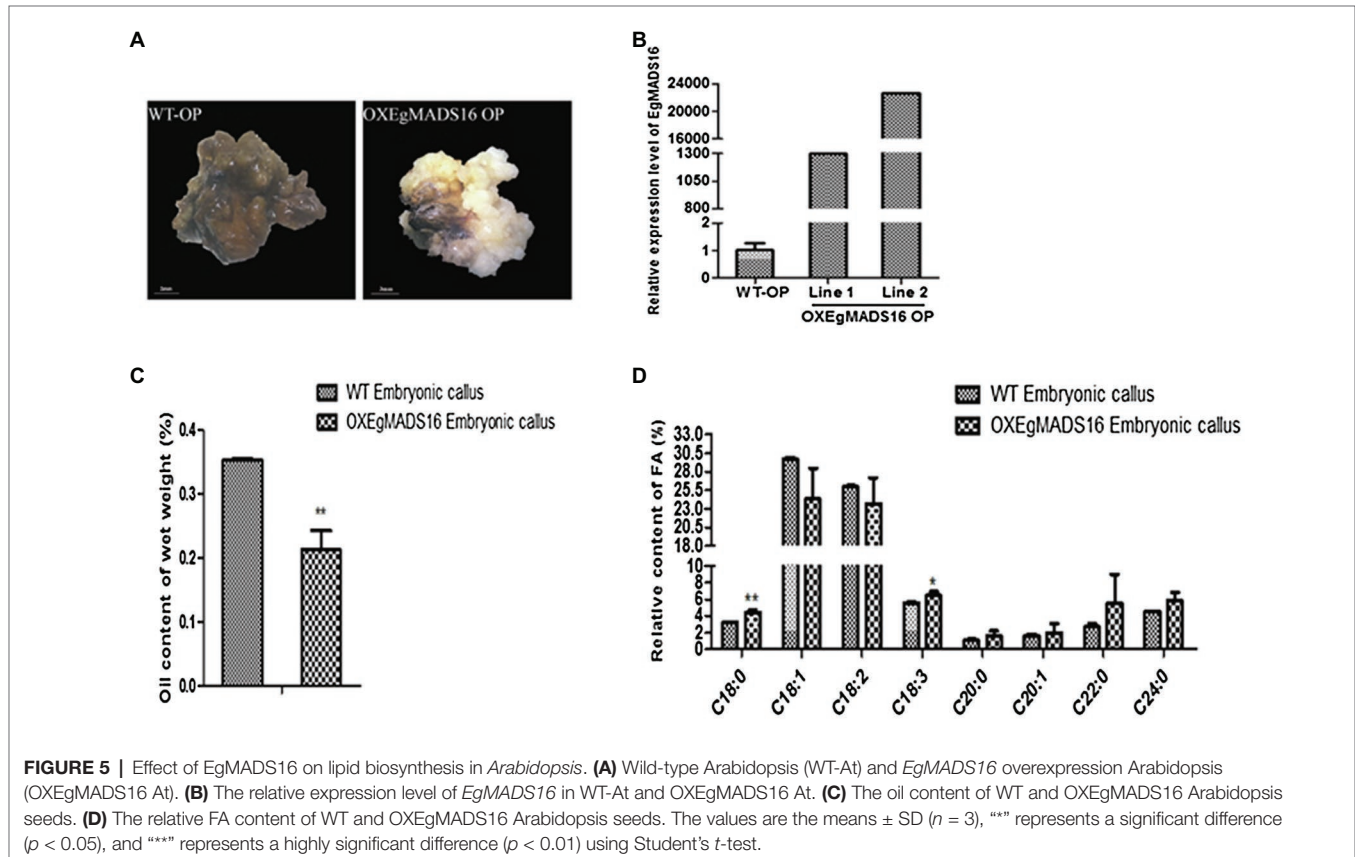 A
WT-OP
OXEgMADS16 OP
B
Relative expression level of EgMADS16
24000
20000
16000
1300
1050
800
2
1
0
WT-OP
Line 1
Line 2
OXEgMADS16 OP
C
WT Embryonic callus
OXEgMADS16 Embryonic callus
Oil content of wet weight (%)
0.4
0.3
0.2
0.1
0.0
**
D
WT Embryonic callus
OXEgMADS16 Embryonic callus
Relative content of FA (%)
33.0
30.5
28.0
25.5
23.0
20.5
18.0
10
8
6
4
2
0
**
*
C18:0
C18:1
C18:2
C18:3
C20:0
C20:1
C22:0
C24:0
FIGURE 5 | Effect of EgMADS16 on lipid biosynthesis in Arabidopsis. (A) Wild-type Arabidopsis (WT-At) and EgMADS16 overexpression Arabidopsis
(OXEgMADS16 At). (B) The relative expression level of EgMADS16 in WT-At and OXEgMADS16 At. (C) The oil content of WT and OXEgMADS16 Arabidopsis
seeds. (D) The relative FA content of WT and OXEgMADS16 Arabidopsis seeds. The values are the means ± SD (n = 3), “*” represents a significant difference
(p < 0.05), and “**” represents a highly significant difference (p < 0.01) using Student’s t-test.